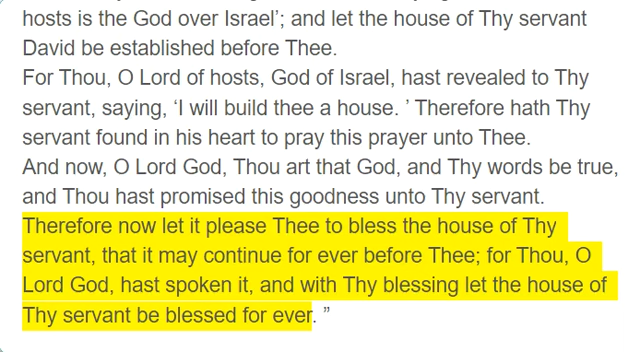 hosts is the God over Israel’; and let the house of Thy servant
David be established before Thee.
For Thou, O Lord of hosts, God of Israel, hast revealed to Thy
servant, saying, ‘I will build thee a house. ’ Therefore hath Thy
servant found in his heart to pray this prayer unto Thee.
And now, O Lord God, Thou art that God, and Thy words be true,
and Thou hast promised this goodness unto Thy servant.
Therefore now let it please Thee to bless the house of Thy
servant, that it may continue for ever before Thee; for Thou, O
Lord God, hast spoken it, and with Thy blessing let the house of
Thy servant be blessed for ever. ”